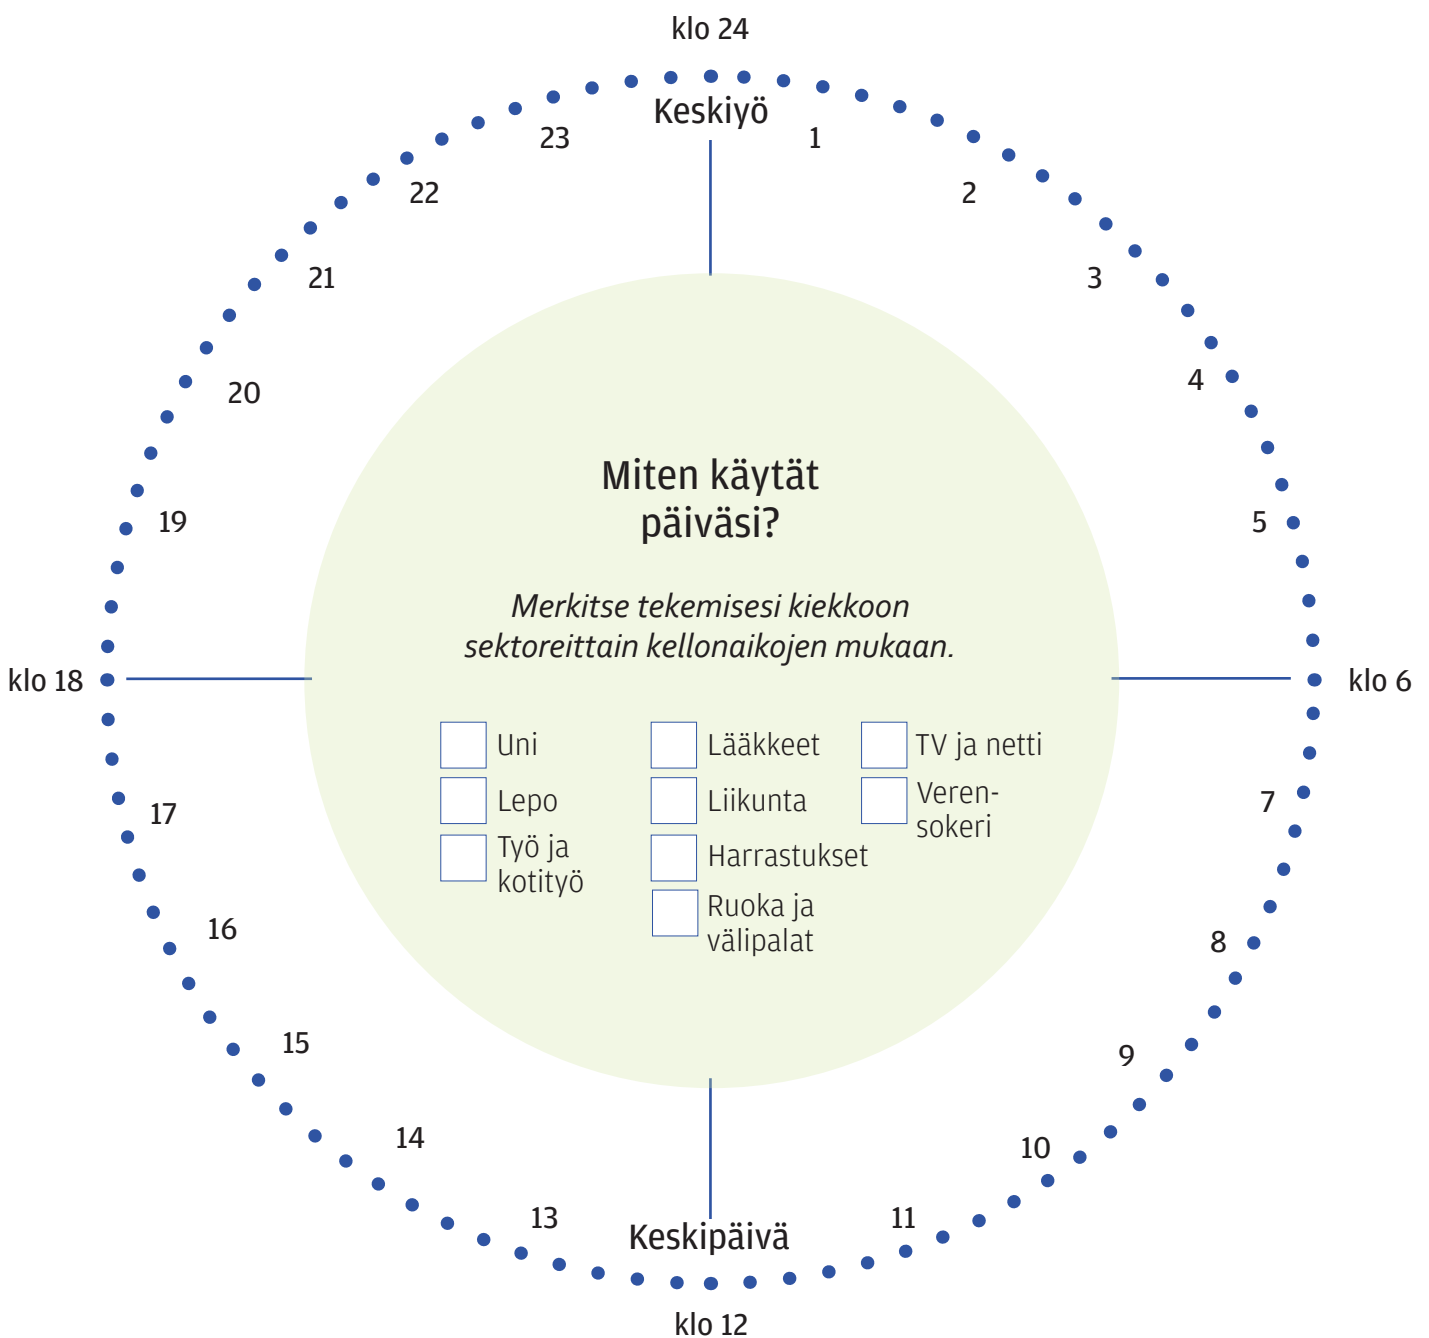 klo 24
Keskiyö
23
1
22
2
21
3
20
4
19
5
klo 18
klo 6
17
7
16
8
15
9
14
10
13
11
Keskipäivä
klo 12
Miten käytät
päiväsi?
Merkitse tekemisesi kiekkoon
sektoreittain kellonaikojen mukaan.
Uni
Lepo
Työ ja
kotityö
Lääkkeet
Liikunta
Harrastukset
Ruoka ja
välipalat
TV ja netti
Veren-
sokeri